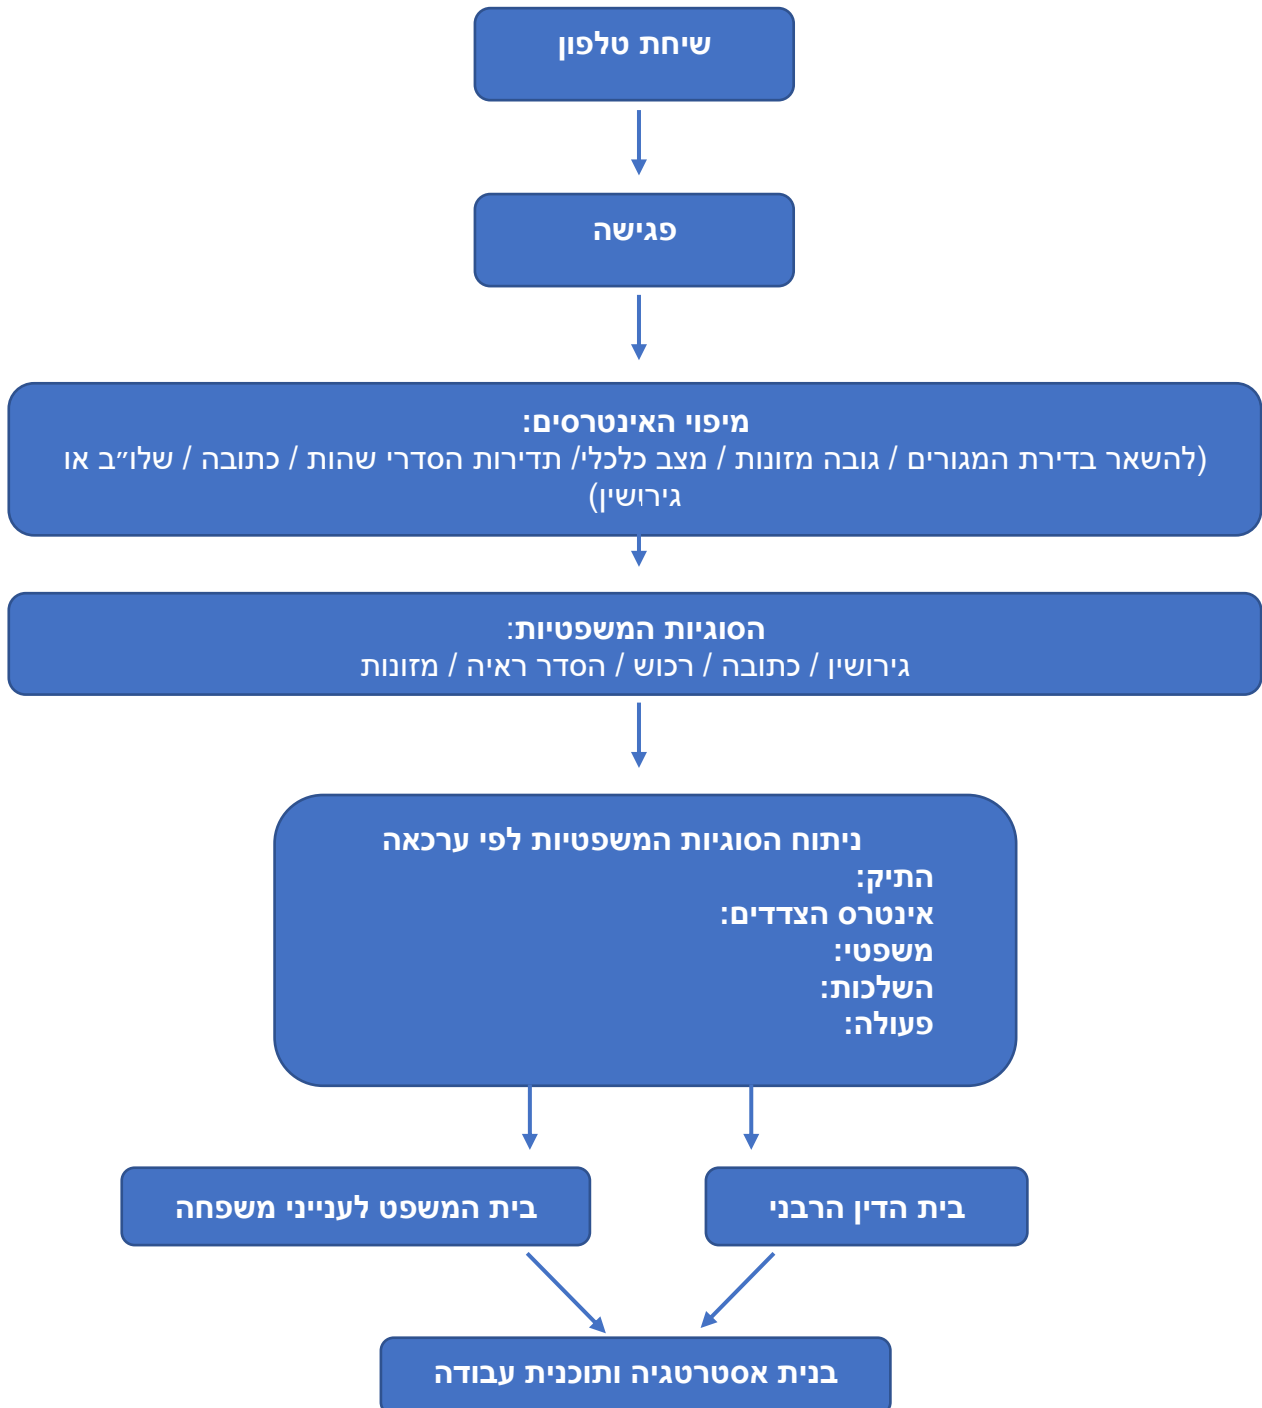 שיחת טלפון
פגישה
מיפוי האינטרסים:
(להשאר בדירת המגורים / גובה מזונות / מצב כלכלי/ תדירות הסדרי שהות / כתובה / שלו״ב או
גירושין)
הסוגיות המשפטיות:
גירושין / כתובה / רכוש / הסדר ראיה / מזונות
ניתוח הסוגיות המשפטיות לפי ערכאה
התיק:
אינטרס הצדדים:
משפטי:
השלכות:
פעולה:
בית הדין הרבני
בית המשפט לענייני משפחה
בנית אסטרטגיה ותוכנית עבודה